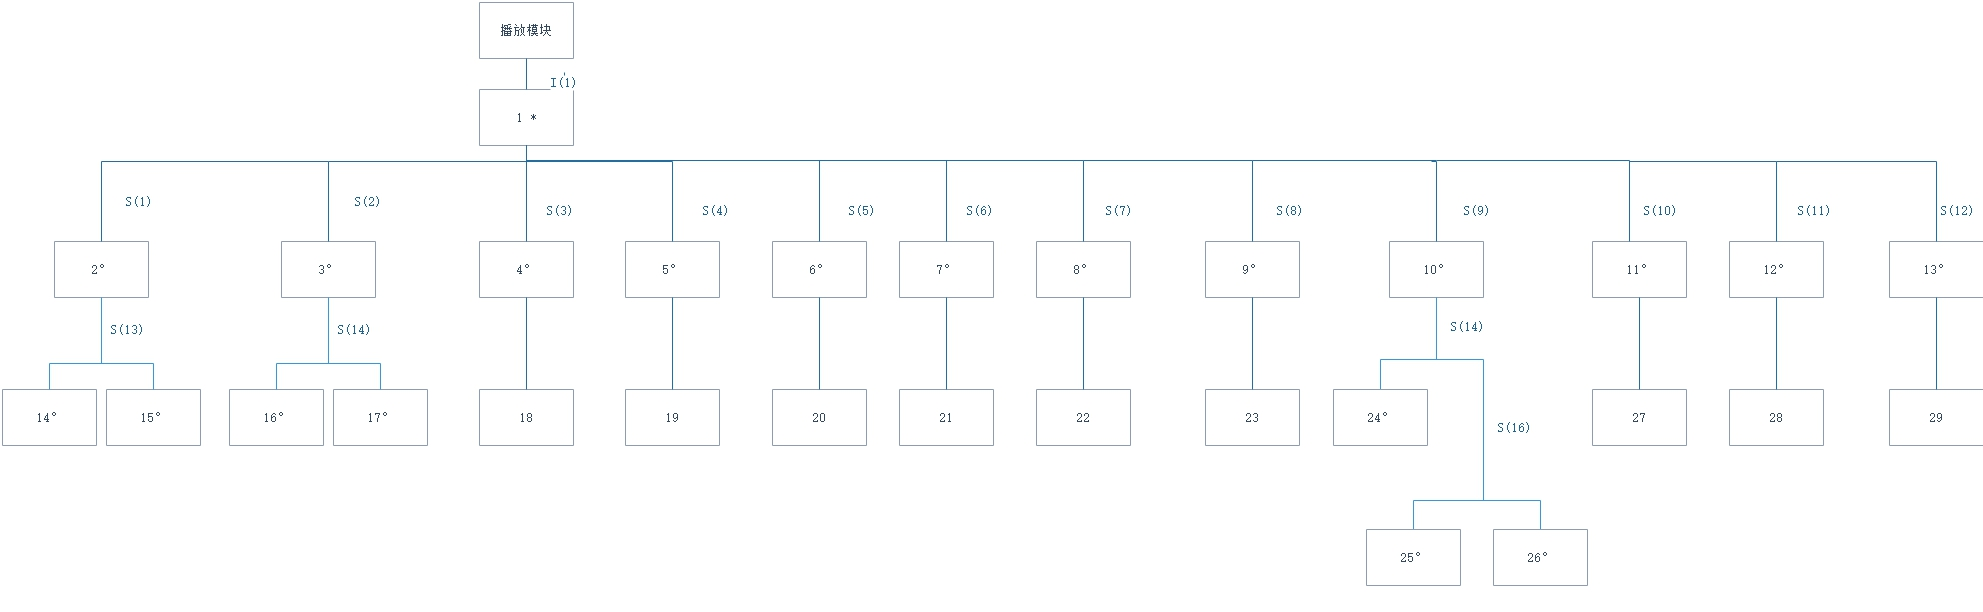 播放模块
I(1)
1 *
S(1)
S(2)
S(3)
S(4)
S(5)
S(6)
S(7)
S(8)
S(9)
S(10)
S(11)
S(12)
2°
3°
4°
5°
6°
7°
8°
9°
10°
11°
12°
13°
S(13)
S(14)
S(14)
14°
15°
16°
17°
18
19
20
21
22
23
24°
27
28
29
S(16)
25°
26°